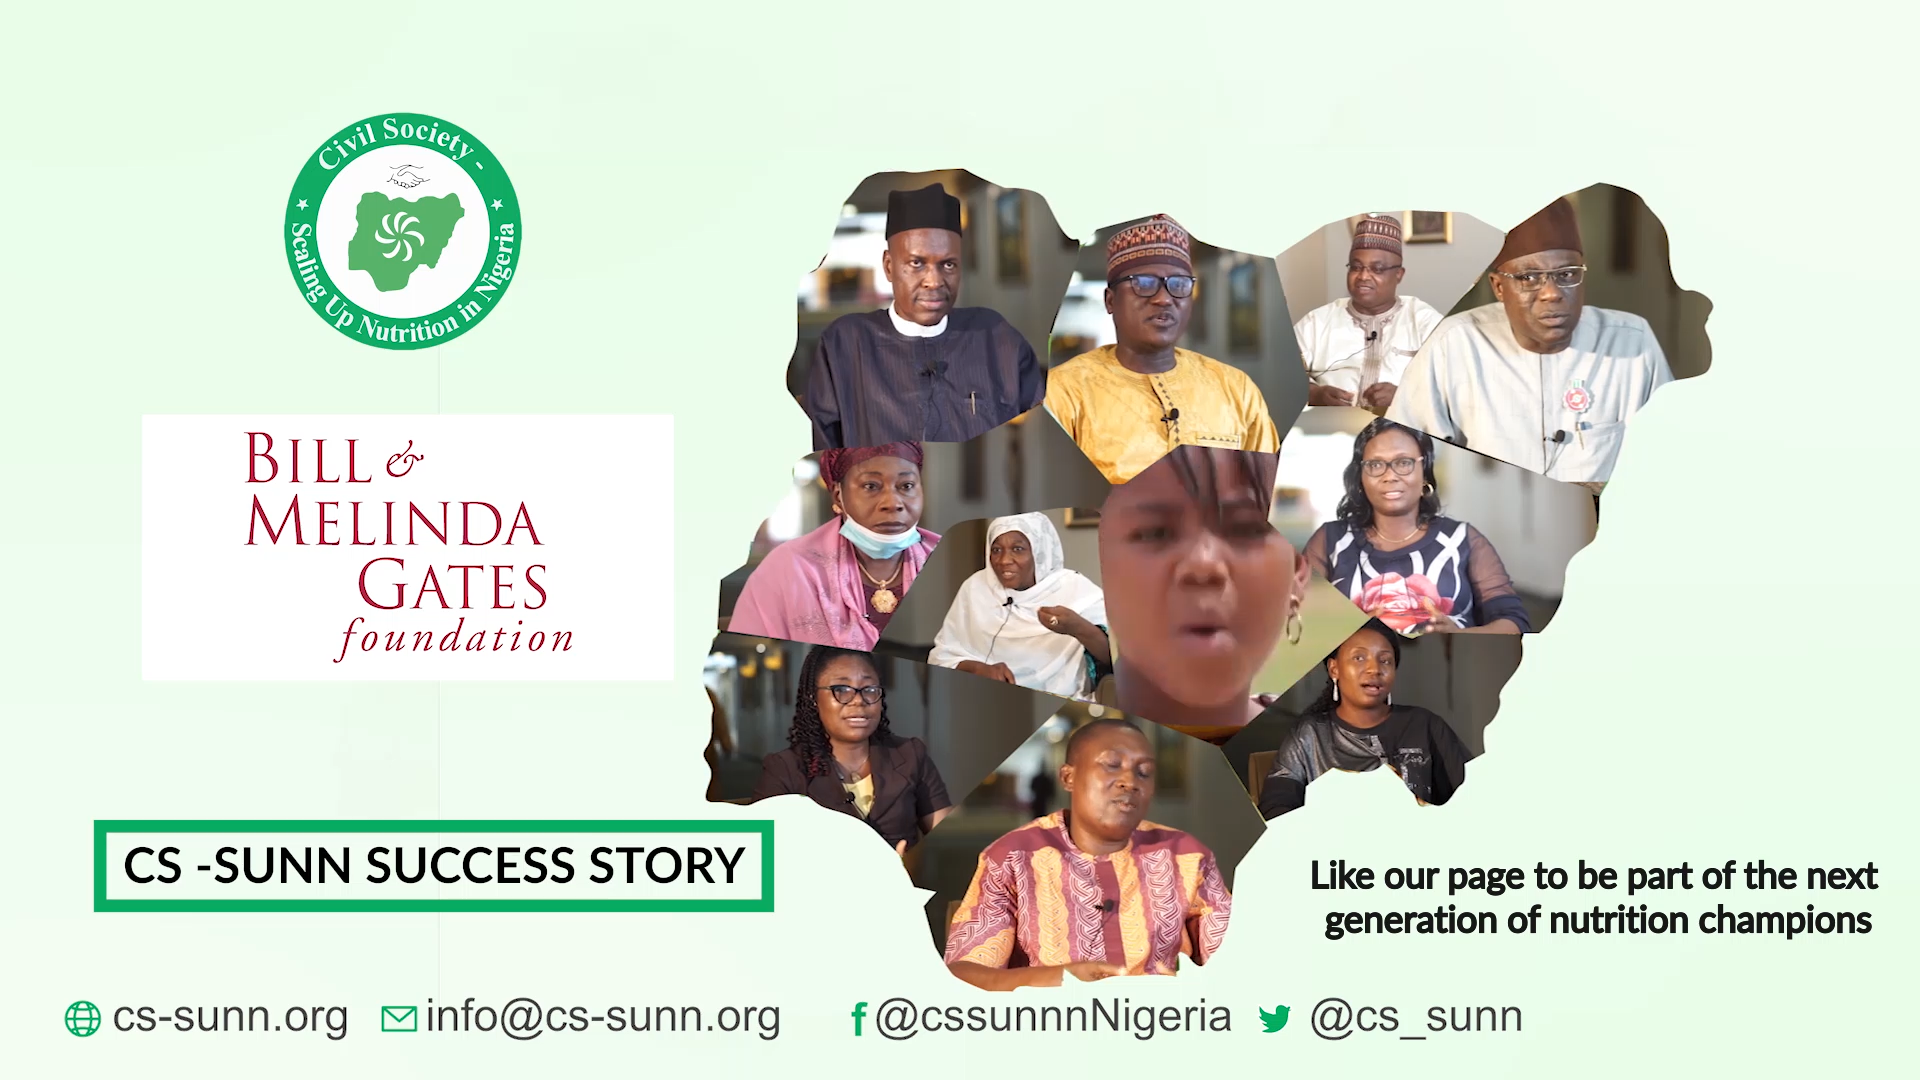 Civil Society -
Scaling Up Nutrition in Nigeria
BILL &
MELINDA
GATES
foundation
CS -SUNN SUCCESS STORY
Like our page to be part of the next
generation of nutrition champions
cs-sunn.org info@cs-sunn.org @cssunnnNigeria @cs_sunn